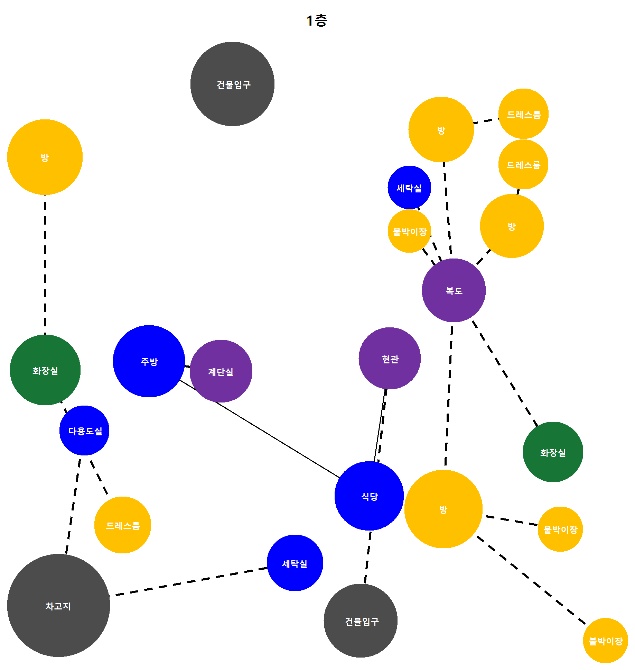 1층
건물입구
드레스룸
방
방
드레스룸
세탁실
방
붙박이장
복도
현관
주방
계단실
화장실
다용도실
화장실
식당
방
드레스룸
붙박이장
세탁실
차고지
건물입구
붙박이장